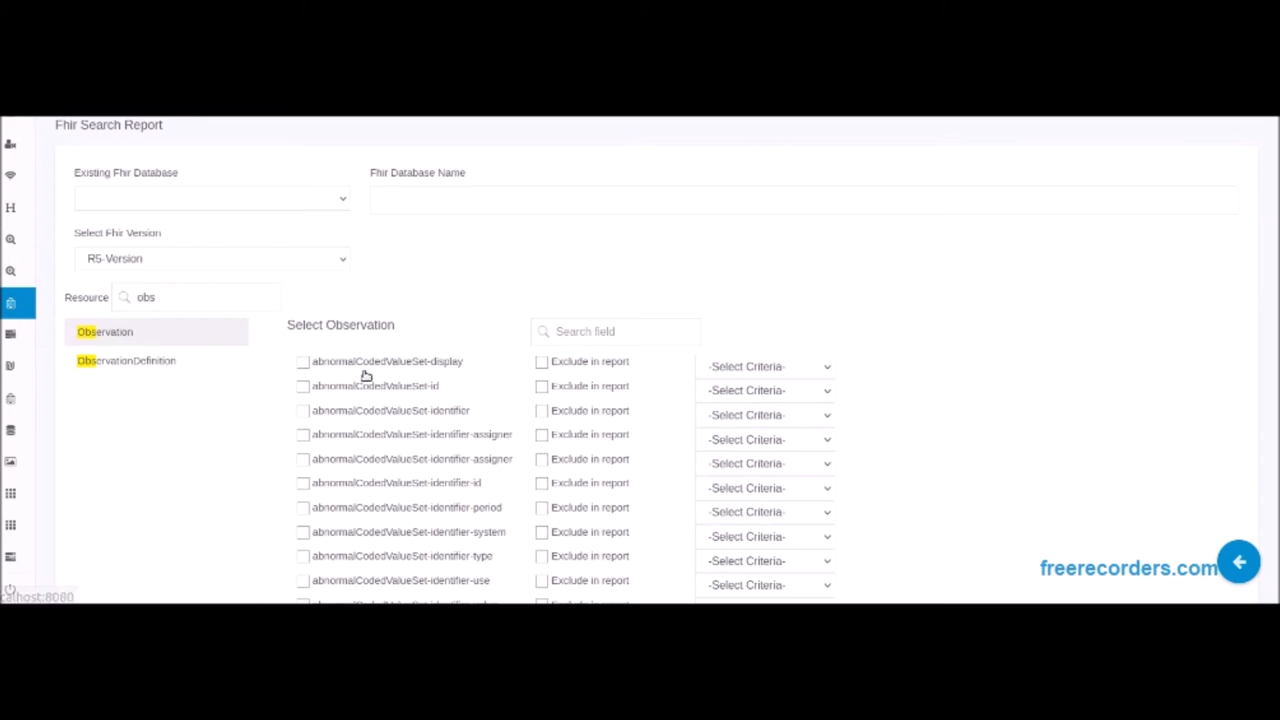 Fhir Search Report
Existing Fhir Database
Fhir Database Name
Select Fhir Version
R5-Version
Resource
obs
Observation
ObservationDefinition
Select Observation
Search field
abnormalCodedValueSet-display Exclude in report -Select Criteria-
abnormalCodedValueSet-id Exclude in report -Select Criteria-
abnormalCodedValueSet-identifier Exclude in report -Select Criteria-
abnormalCodedValueSet-identifier-assigner Exclude in report -Select Criteria-
abnormalCodedValueSet-identifier-assigner Exclude in report -Select Criteria-
abnormalCodedValueSet-identifier-id Exclude in report -Select Criteria-
abnormalCodedValueSet-identifier-period Exclude in report -Select Criteria-
abnormalCodedValueSet-identifier-system Exclude in report -Select Criteria-
abnormalCodedValueSet-identifier-type Exclude in report -Select Criteria-
abnormalCodedValueSet-identifier-use Exclude in report -Select Criteria-
freerecorders.com
calhost:8080